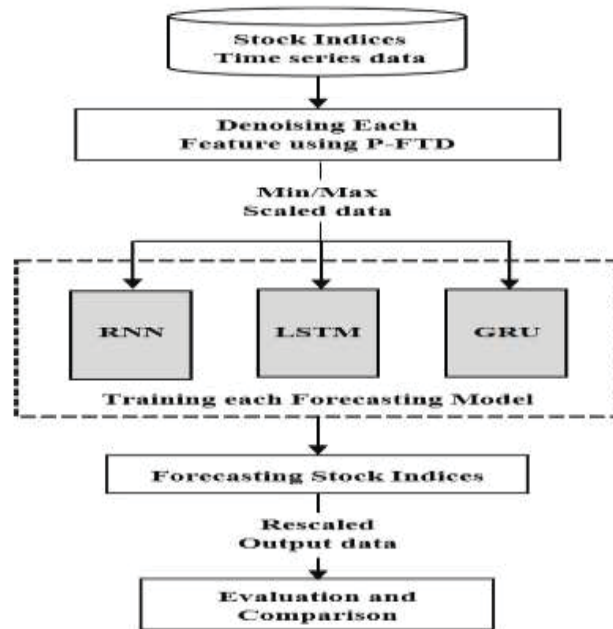 Stock Indices
Time series data
Denoising Each
Feature using P-FTD
Min/Max
Scaled data
RNN
LSTM
GRU
Training each Forecasting Model
Forecasting Stock Indices
Rescaled
Output data
Evaluation and
Comparison